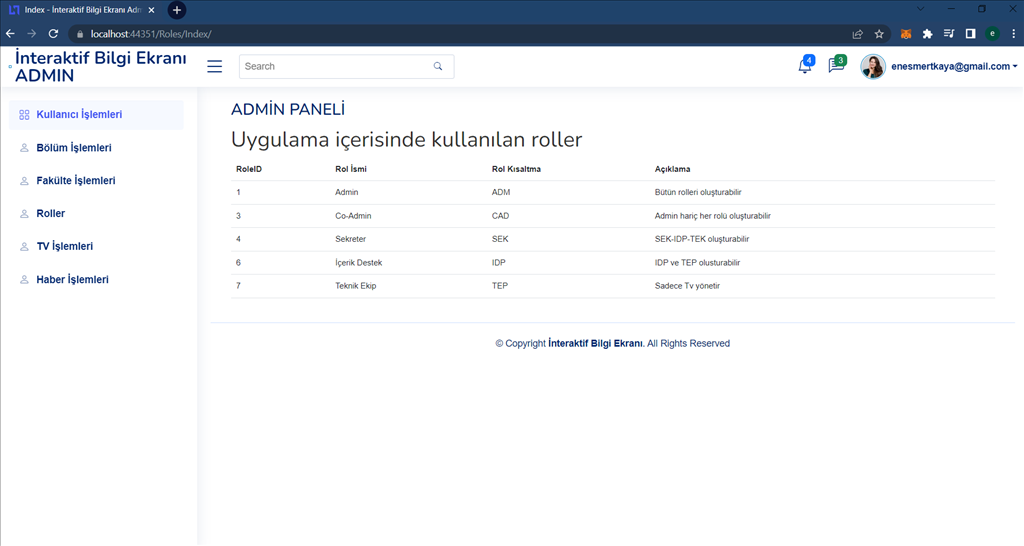 Index - İnteraktif Bilgi Ekranı Adm
localhost:44351/Roles/Index/
e
İnteraktif Bilgi Ekranı
ADMIN
Search
4
3
enesmertkaya@gmail.com
Kullanıcı İşlemleri
Bölüm İşlemleri
Fakülte İşlemleri
Roller
TV İşlemleri
Haber İşlemleri
ADMİN PANELİ
Uygulama içerisinde kullanılan roller
RoleID Rol İsmi Rol Kısaltma Açıklama
1 Admin ADM Bütün rolleri oluşturabilir
3 Co-Admin CAD Admin hariç her rolü oluşturabilir
4 Sekreter SEK SEK-IDP-TEK oluşturabilir
6 İçerik Destek IDP IDP ve TEP olusturabilir
7 Teknik Ekip TEP Sadece Tv yönetir
© Copyright İnteraktif Bilgi Ekranı. All Rights Reserved